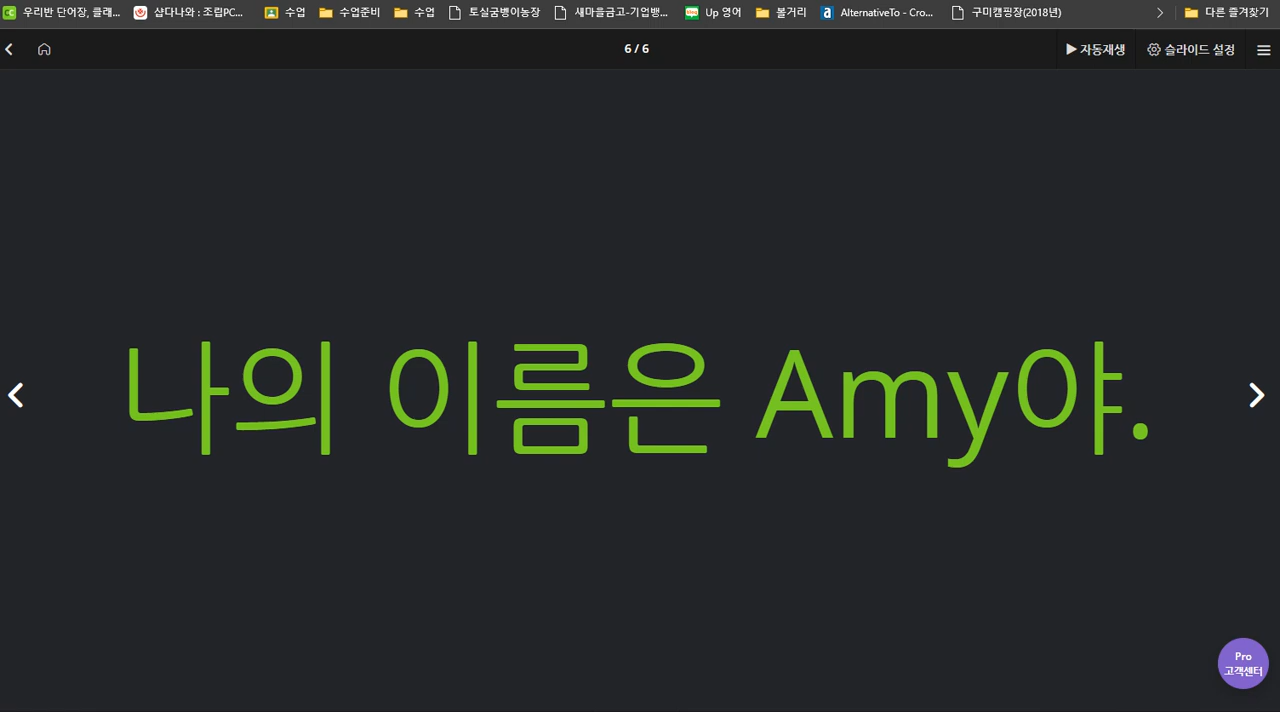 우리반 단어장, 클래... 샵다나와 : 조립PC... 수업 수업준비 수업 토실굼벵이농장 새마을금고-기업뱅... Up 영어 볼거리 AlternativeTo - Cro... 구미캠핑장(2018년) 다른 즐겨찾기
6 / 6 자동재생 슬라이드 설정
나의 이름은 Amy야.
Pro
고객센터